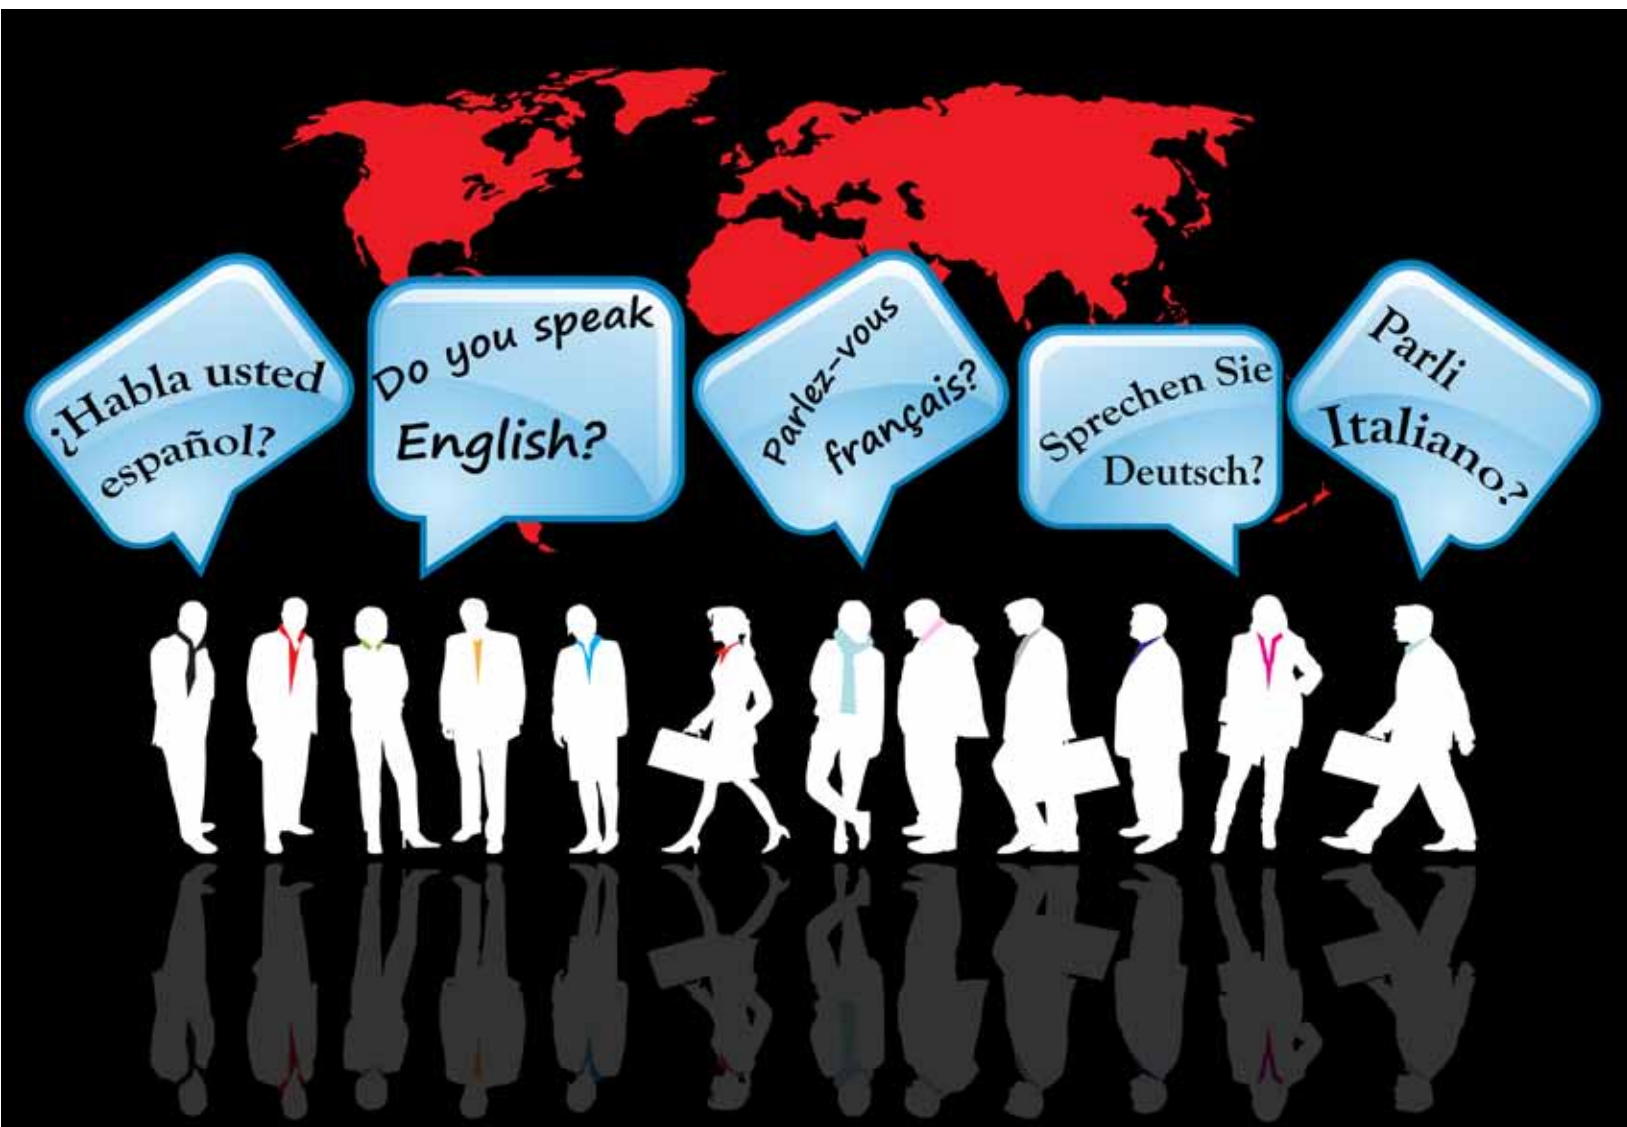 ¿Habla usted
español?
Do you speak
English?
Parlez-vous
français?
Sprechen Sie
Deutsch?
Parli
Italiano?